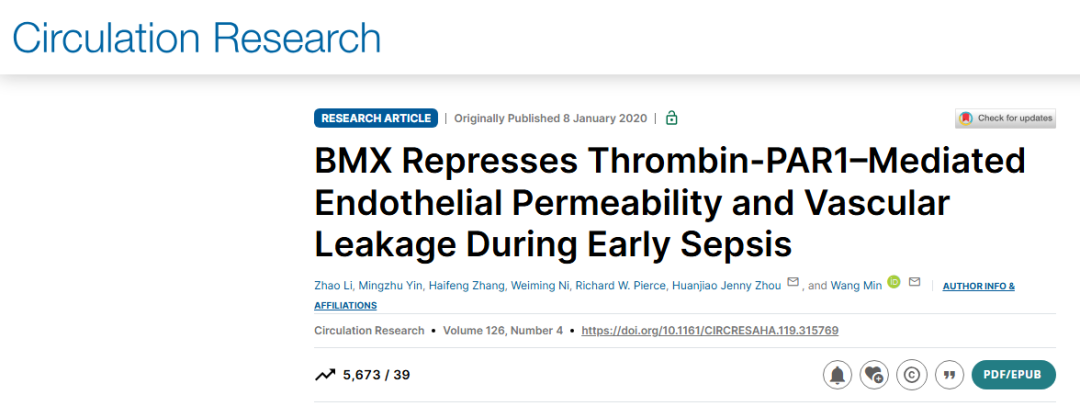 Circulation Research
RESEARCH ARTICLE | Originally Published 8 January 2020 |
Check for updates
BMX Represses Thrombin-PAR1–Mediated
Endothelial Permeability and Vascular
Leakage During Early Sepsis
Zhao Li, Mingzhu Yin, Haifeng Zhang, Weiming Ni, Richard W. Pierce, Huanjiao Jenny Zhou, and Wang Min iD | AUTHOR INFO &
AFFILIATIONS
Circulation Research • Volume 126, Number 4 • https://doi.org/10.1161/CIRCRESAHA.119.315769
5,673 / 39
PDF/EPUB